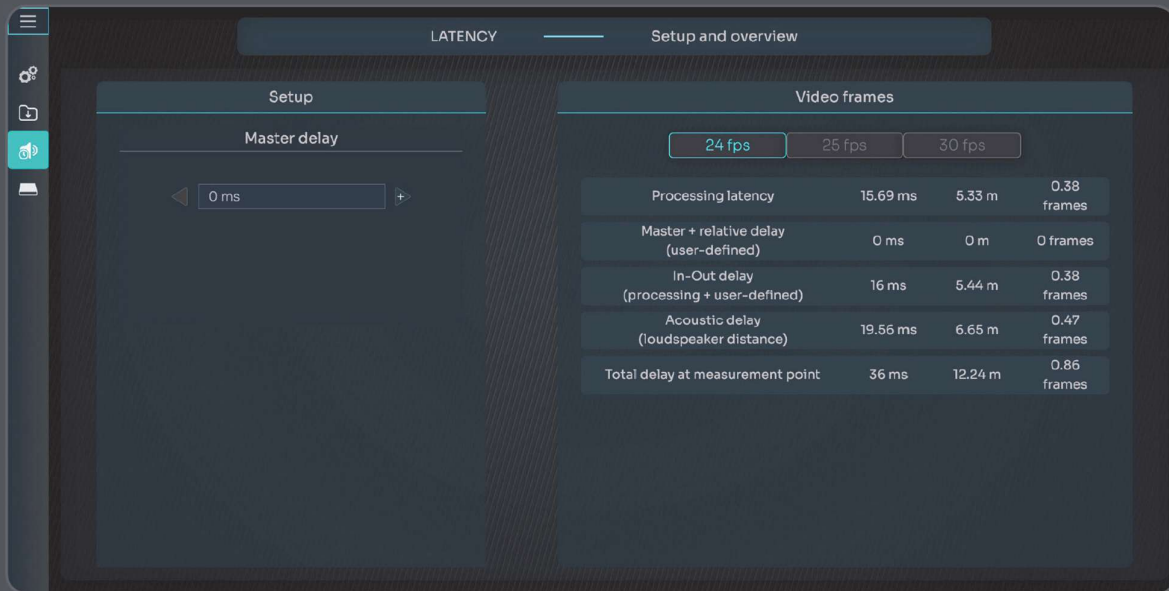 LATENCY Setup and overview
Setup
Master delay
0 ms +
Video frames
24 fps 25 fps 30 fps
Processing latency 15.69 ms 5.33 m 0.38 frames
Master + relative delay
(user-defined) 0 ms 0 m 0 frames
In-Out delay
(processing + user-defined) 16 ms 5.44 m 0.38 frames
Acoustic delay
(loudspeaker distance) 19.56 ms 6.65 m 0.47 frames
Total delay at measurement point 36 ms 12.24 m 0.86 frames